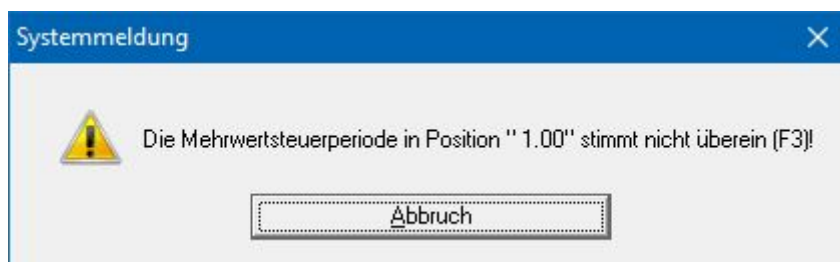 Systemmeldung
Die Mehrwertsteuerperiode in Position " 1.00" stimmt nicht überein (F3)!
Abbruch